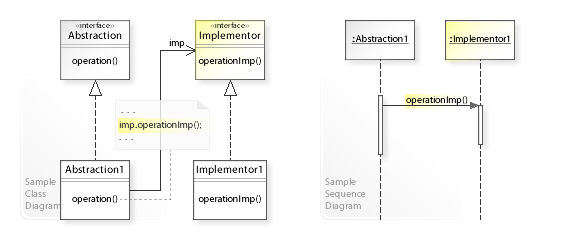 «interface»
Abstraction
operation()
imp
«interface»
Implementor
operationImp()
. . .
imp.operationImp();
. . .
Abstraction1
operation()
Implementor1
operationImp()
Sample
Class
Diagram
:Abstraction1
:Implementor1
operationImp()
Sample
Sequence
Diagram